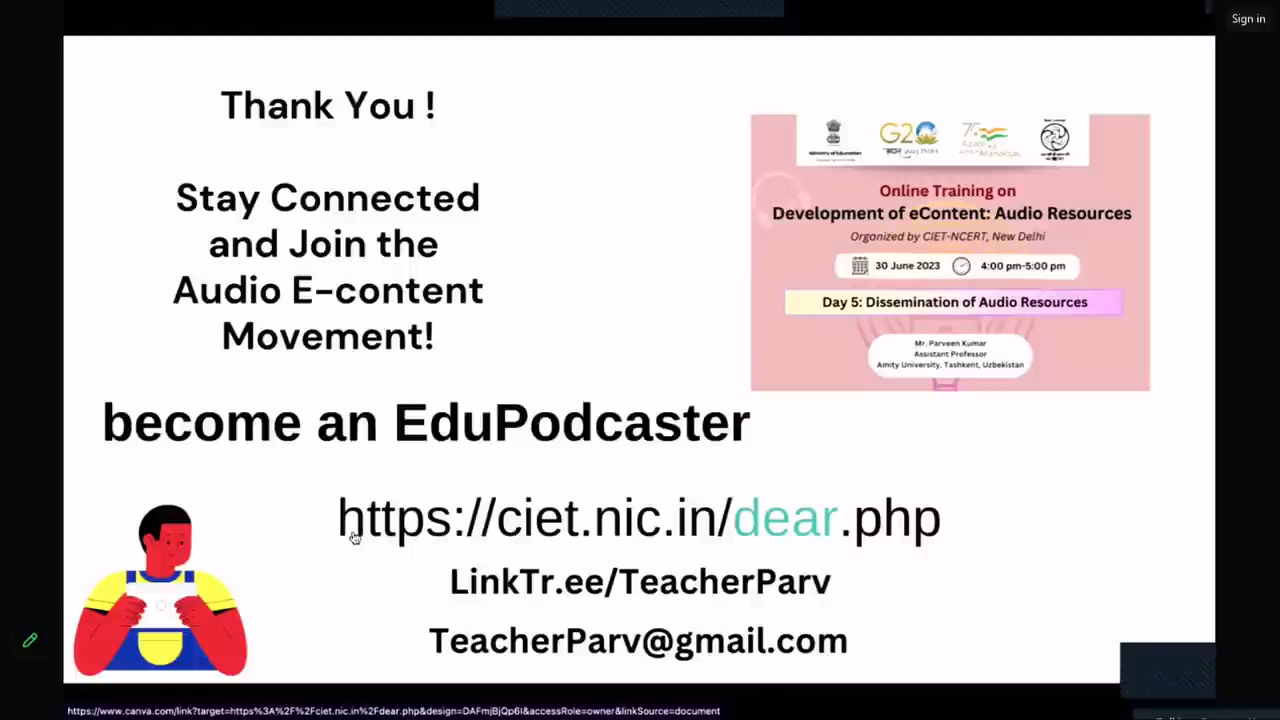 Sign in
Thank You !
Stay Connected
and Join the
Audio E-content
Movement!
G20
Online Training on
Development of eContent: Audio Resources
Organized by CIET-NCERT, New Delhi
30 June 2023
4:00 pm-5:00 pm
Day 5: Dissemination of Audio Resources
Mr. Parveen Kumar
Assistant Professor
Amity University, Tashkent, Uzbekistan
become an EduPodcaster
https://ciet.nic.in/dear.php
LinkTr.ee/TeacherParv
TeacherParv@gmail.com
https://www.canva.com/link?target=https%3A%2F%2Fciet.nic.in%2Fdear.php&design=DAFmjBjQp6I&accessRole=owner&linkSource=document